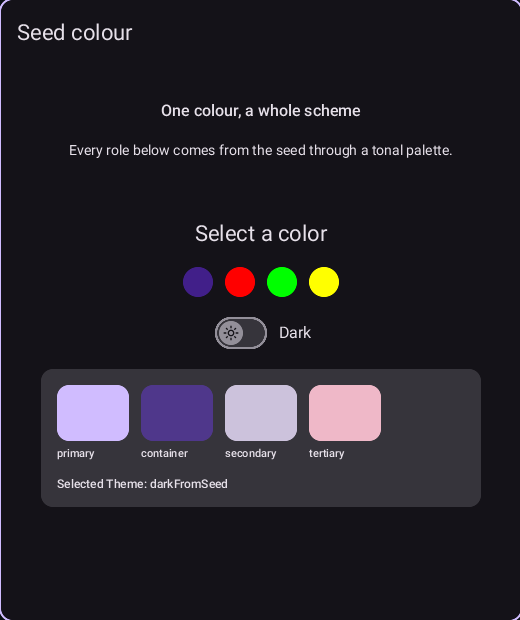 Seed colour
One colour, a whole scheme
Every role below comes from the seed through a tonal palette.
Select a color
Dark
primary container secondary tertiary
Selected Theme: darkFromSeed